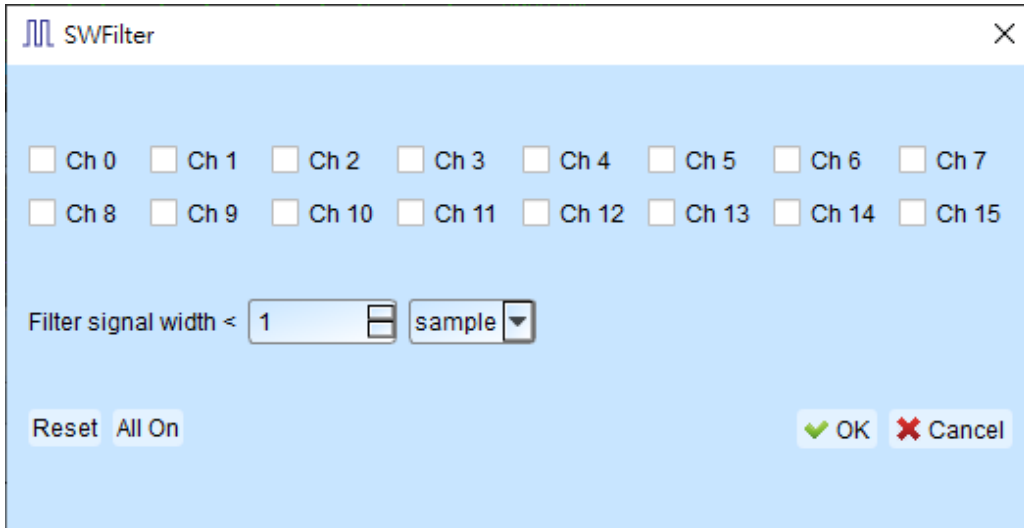 SWFilter
Ch 0 Ch 1 Ch 2 Ch 3 Ch 4 Ch 5 Ch 6 Ch 7
Ch 8 Ch 9 Ch 10 Ch 11 Ch 12 Ch 13 Ch 14 Ch 15
Filter signal width < 1 sample
Reset All On OK Cancel